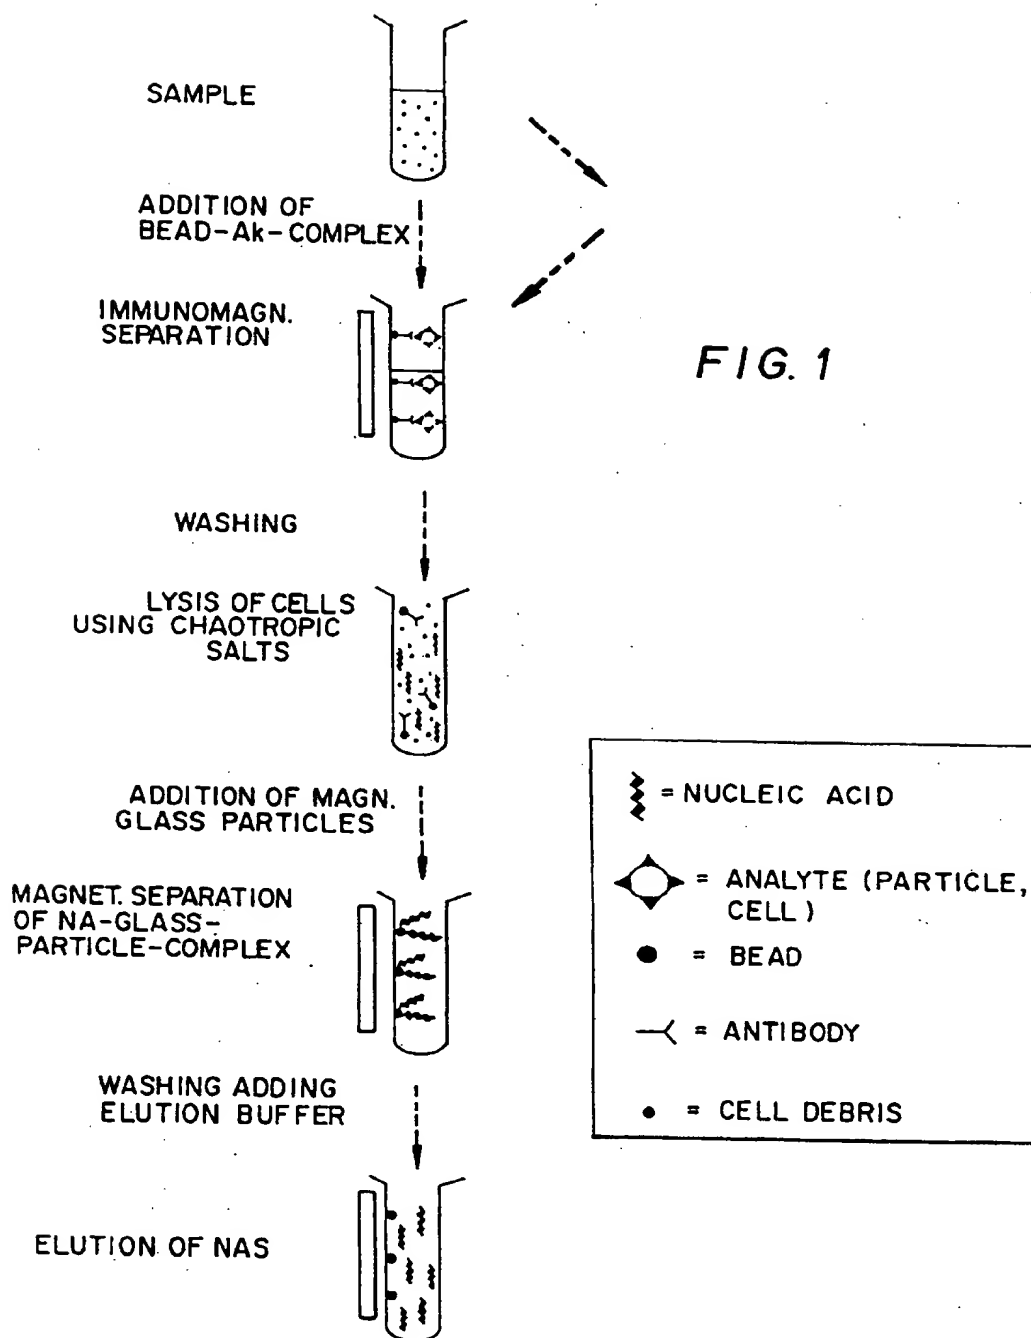 SAMPLE
ADDITION OF
BEAD-Ak-COMPLEX
IMMUNOMAGN.
SEPARATION
FIG. 1
WASHING
LYSIS OF CELLS
USING CHAOTROPIC
SALTS
ADDITION OF MAGN.
GLASS PARTICLES
MAGNET. SEPARATION
OF NA-GLASS-
PARTICLE-COMPLEX
WASHING ADDING
ELUTION BUFFER
ELUTION OF NAS
= NUCLEIC ACID
= ANALYTE (PARTICLE,
CELL)
= BEAD
= ANTIBODY
= CELL DEBRIS